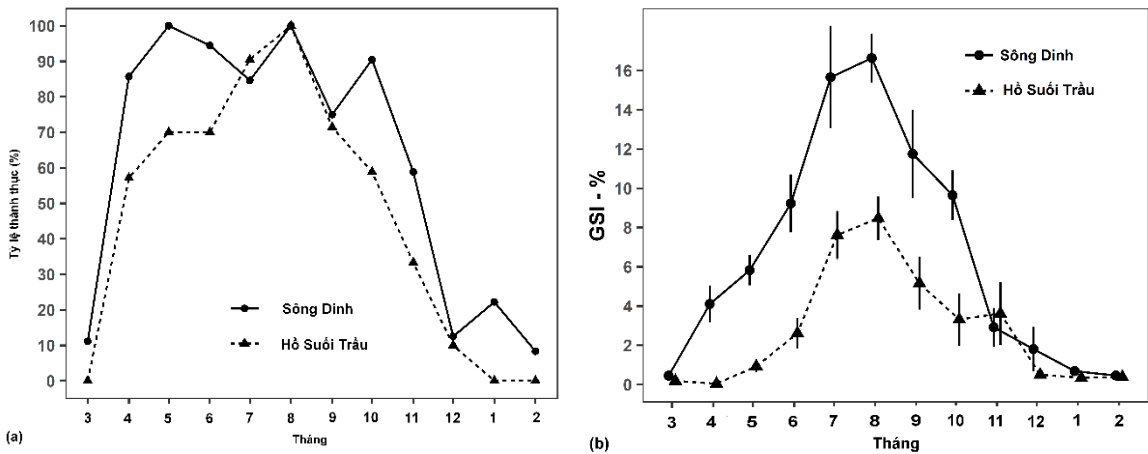 Tỷ lệ thành thục (%)
100
90
80
70
60
50
40
30
20
10
0
Sông Dinh
Hồ Suối Trầu
3 4 5 6 7 8 9 10 11 12 1 2
Tháng
(a)
GSI - %
16
14
12
10
8
6
4
2
0
Sông Dinh
Hồ Suối Trầu
3 4 5 6 7 8 9 10 11 12 1 2
Tháng
(b)